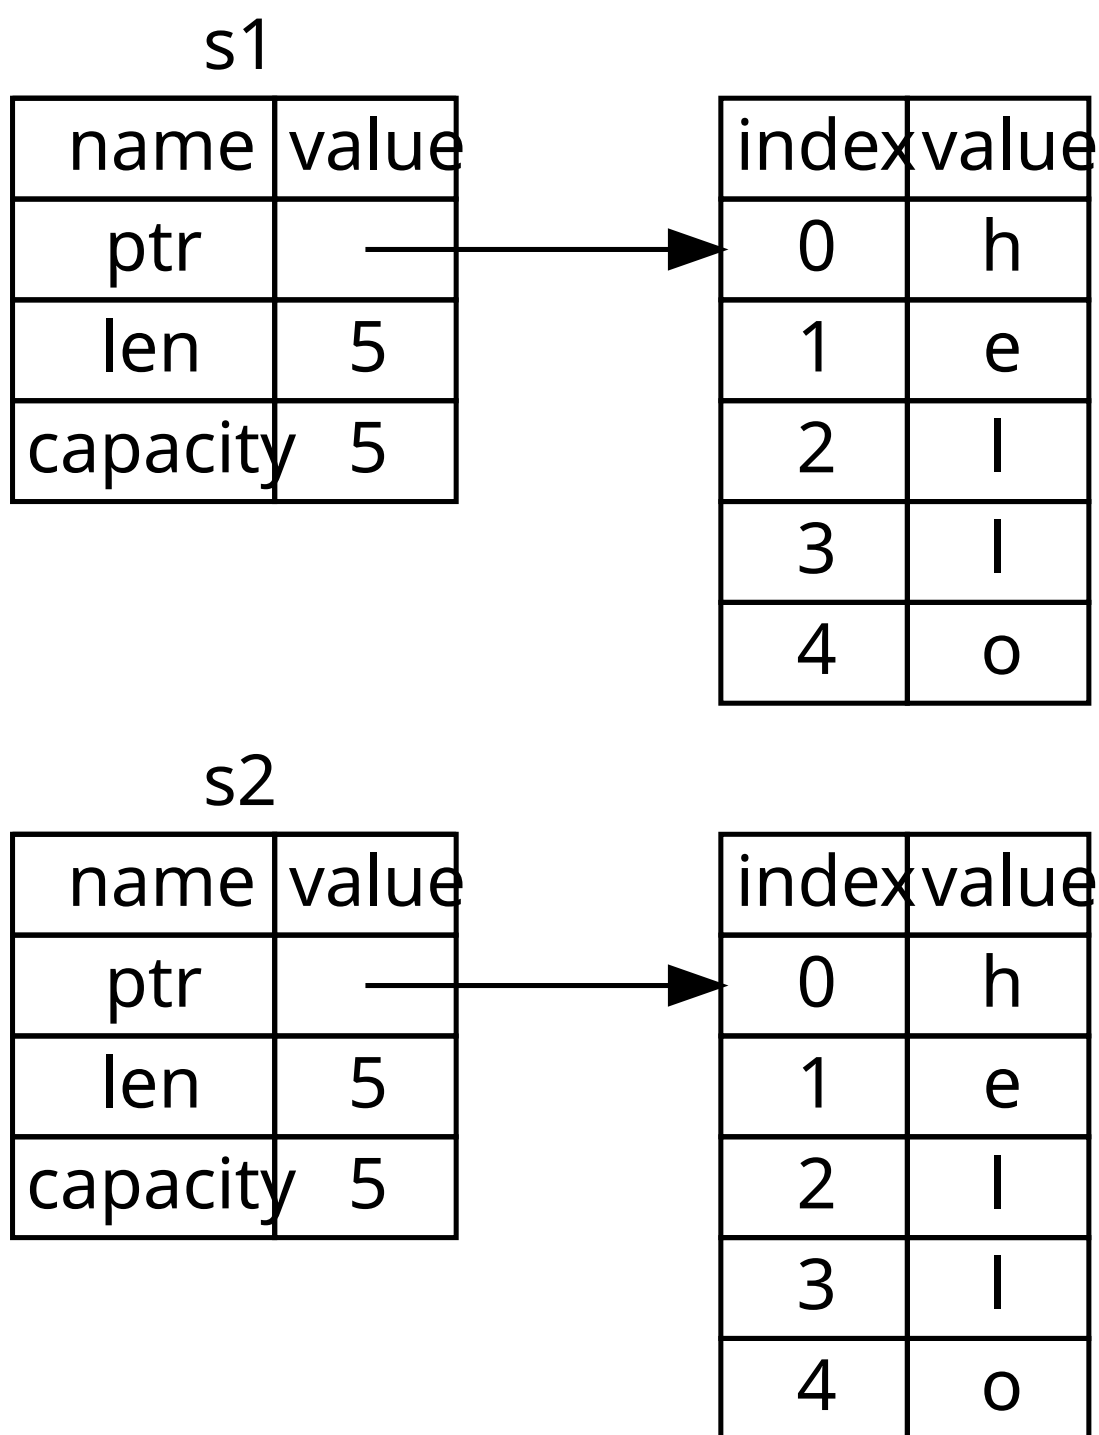 s1
name value
ptr
len 5
capacity 5
index value
0 h
1 e
2 l
3 l
4 o
s2
name value
ptr
len 5
capacity 5
index value
0 h
1 e
2 l
3 l
4 o